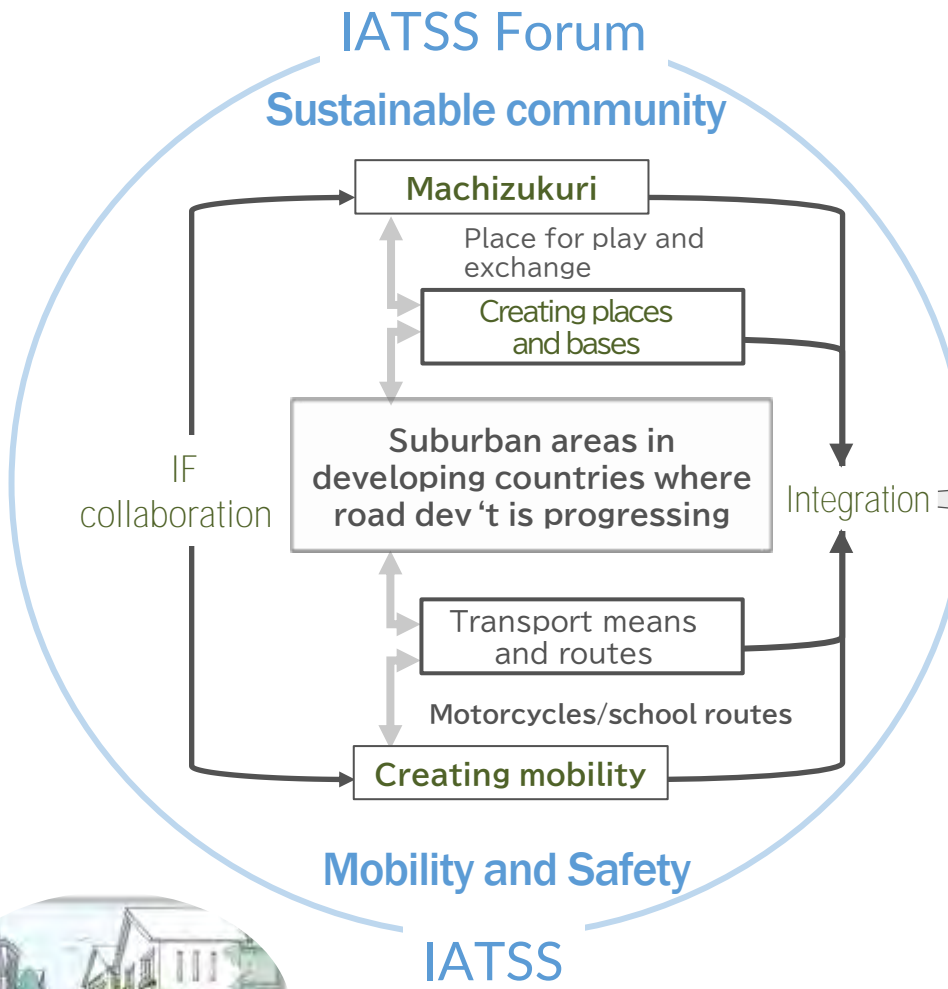 IATSS Forum
Sustainable community
Machizukuri
Place for play and
exchange
Creating places
and bases
Suburban areas in
developing countries where
road dev ‘t is progressing
IF
collaboration
Integration
Transport means
and routes
Motorcycles/school routes
Creating mobility
Mobility and Safety
IATSS